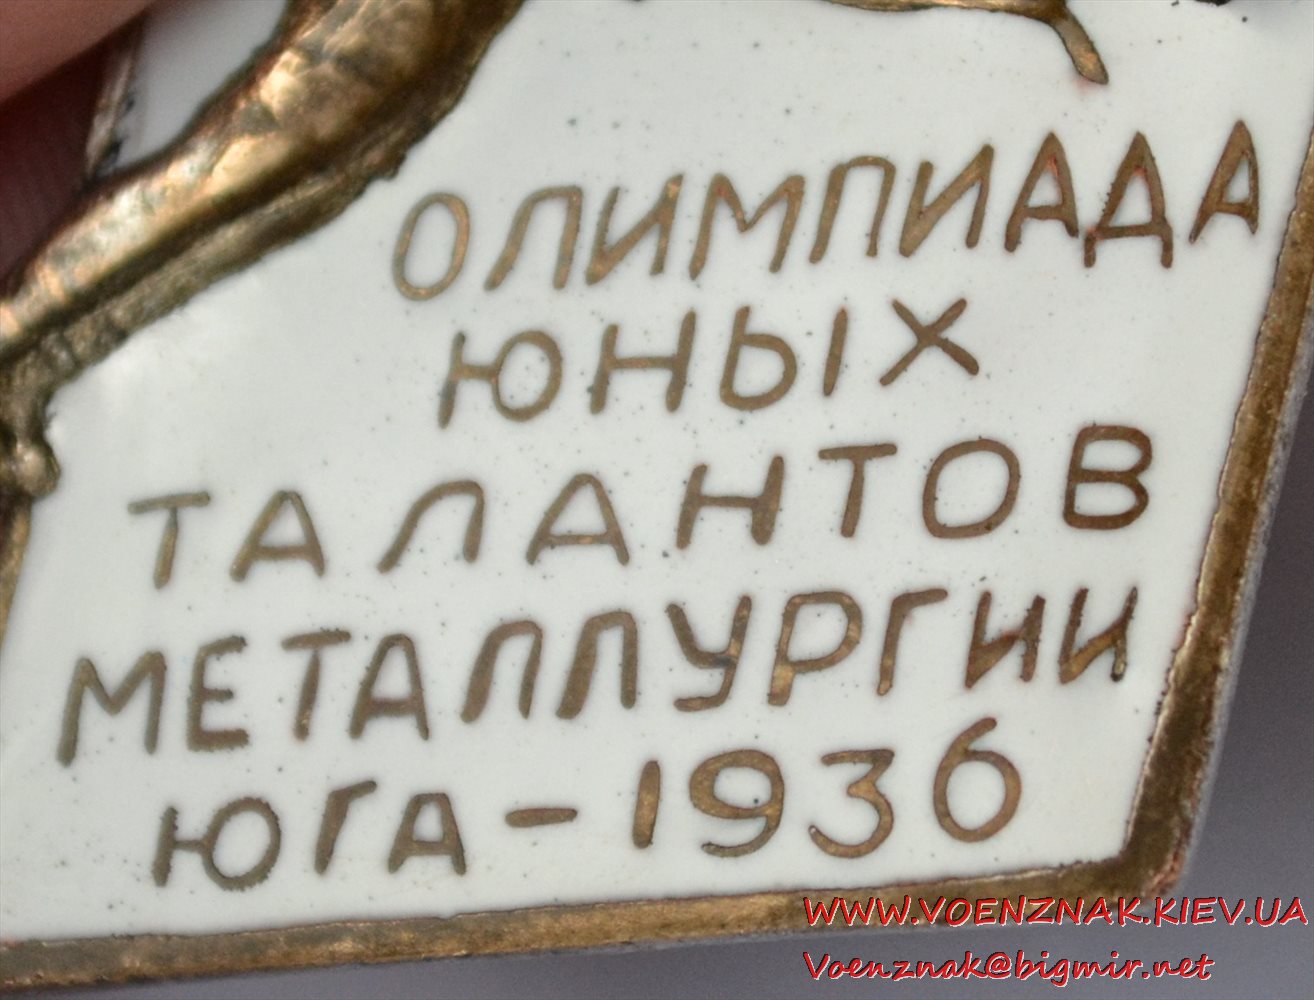 ОЛИМПИАДА
ЮНЫХ
ТАЛАНТОВ
МЕТАЛЛУРГИИ
ЮГА - 1936
WWW.VOENZNAK.KIEV.UA
Voenznak@bigmir.net